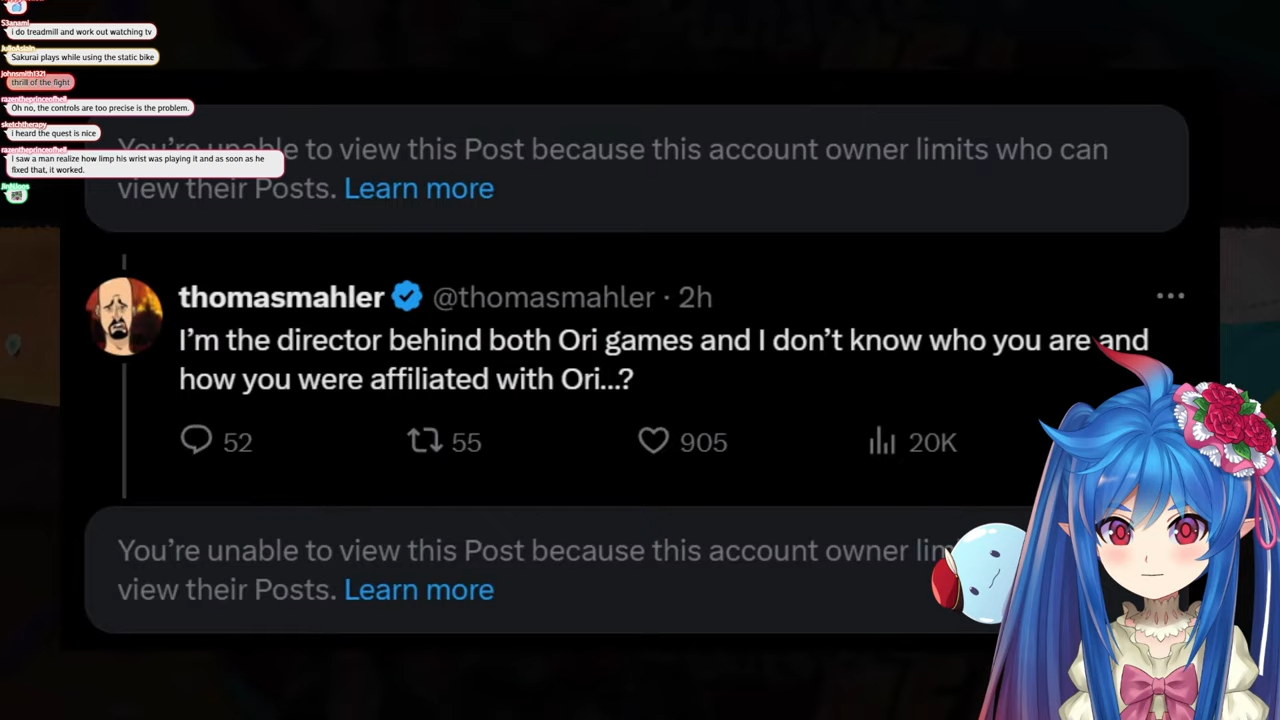 S3anami
i do treadmill and work out watching tv
JulioAslain
Sakurai plays while using the static bike
Johnsmith1321
thrill of the fight
razentheprinceofhell
Oh no, the controls are too precise is the problem.
sketchtherapy
i heard the quest is nice
razentheprinceofhell
I saw a man realize how limp his wrist was playing it and as soon as he
fixed that, it worked.
You're unable to view this Post because this account owner limits who can
view their Posts. Learn more
thomasmahler @thomasmahler · 2h
I'm the director behind both Ori games and I don't know who you are and
how you were affiliated with Ori...?
52 55 905 20K
You're unable to view this Post because this account owner lim
view their Posts. Learn more